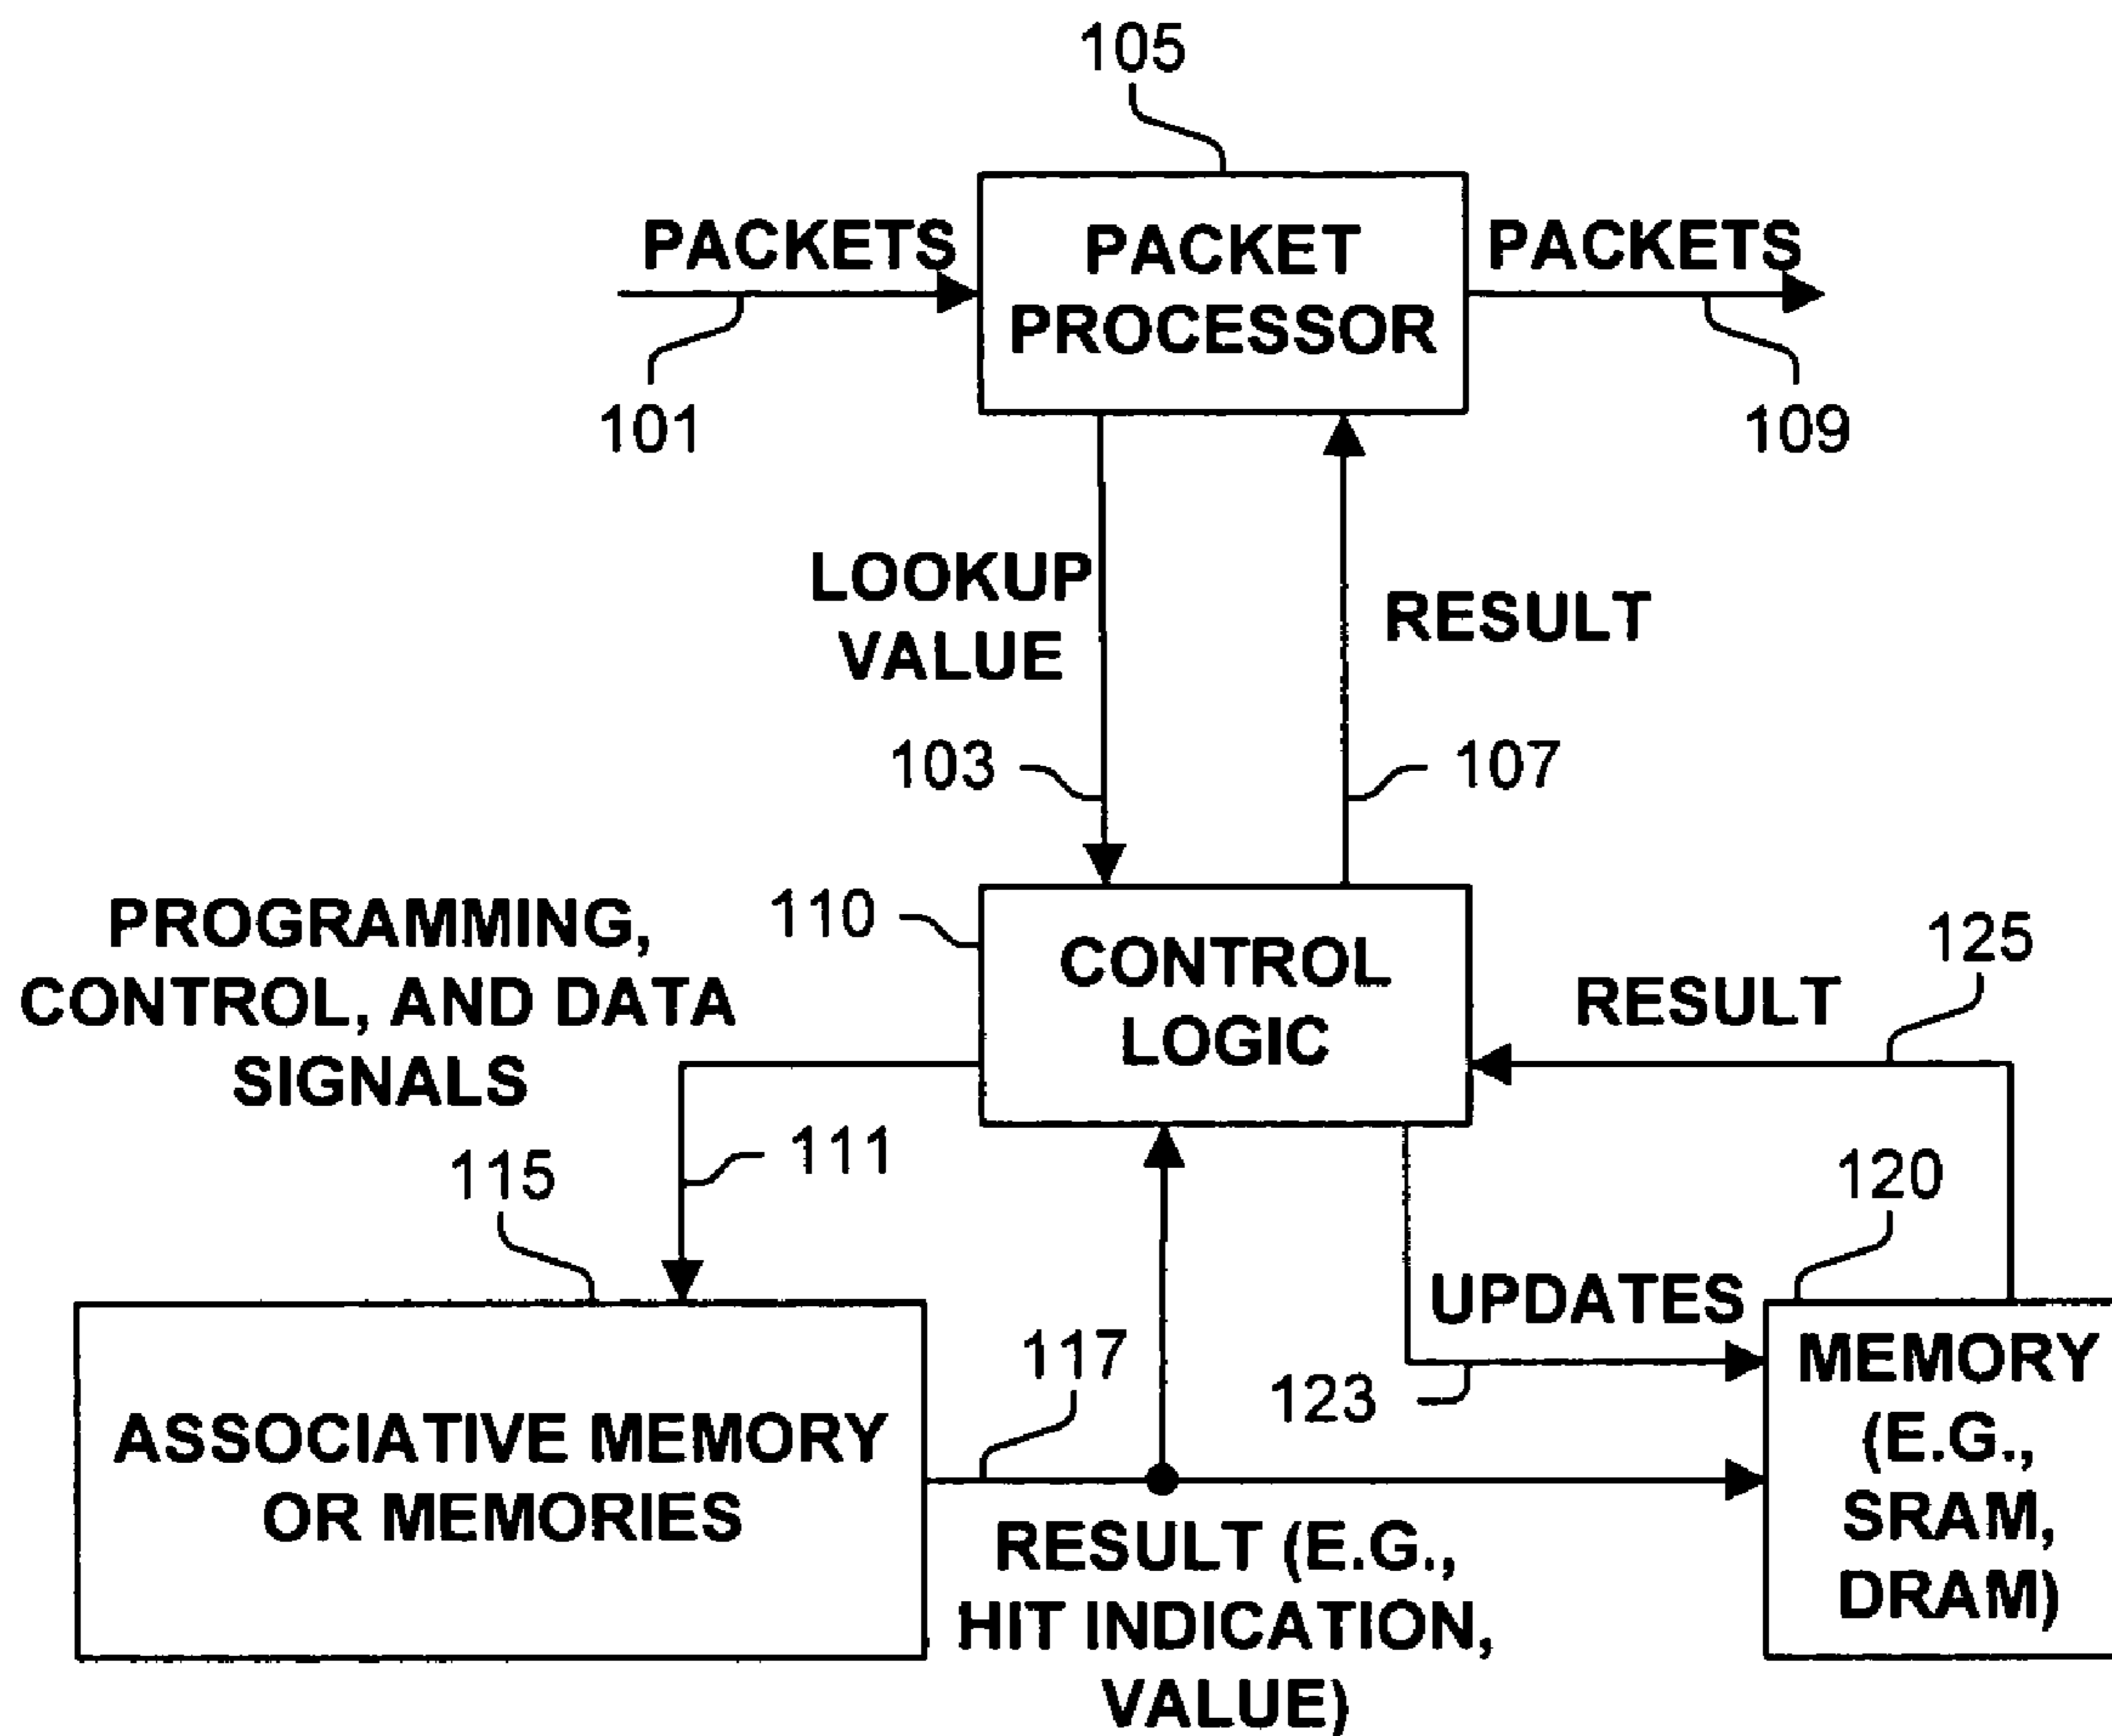 105
PACKETS
PACKET
PROCESSOR
PACKETS
101
109
LOOKUP
VALUE
RESULT
103
107
PROGRAMMING,
CONTROL, AND DATA
SIGNALS
110
CONTROL
LOGIC
125
RESULT
111
115
120
UPDATES
117
123
ASSOCIATIVE MEMORY
OR MEMORIES
MEMORY
(E.G.,
SRAM,
DRAM)
RESULT (E.G.,
HIT INDICATION,
VALUE)